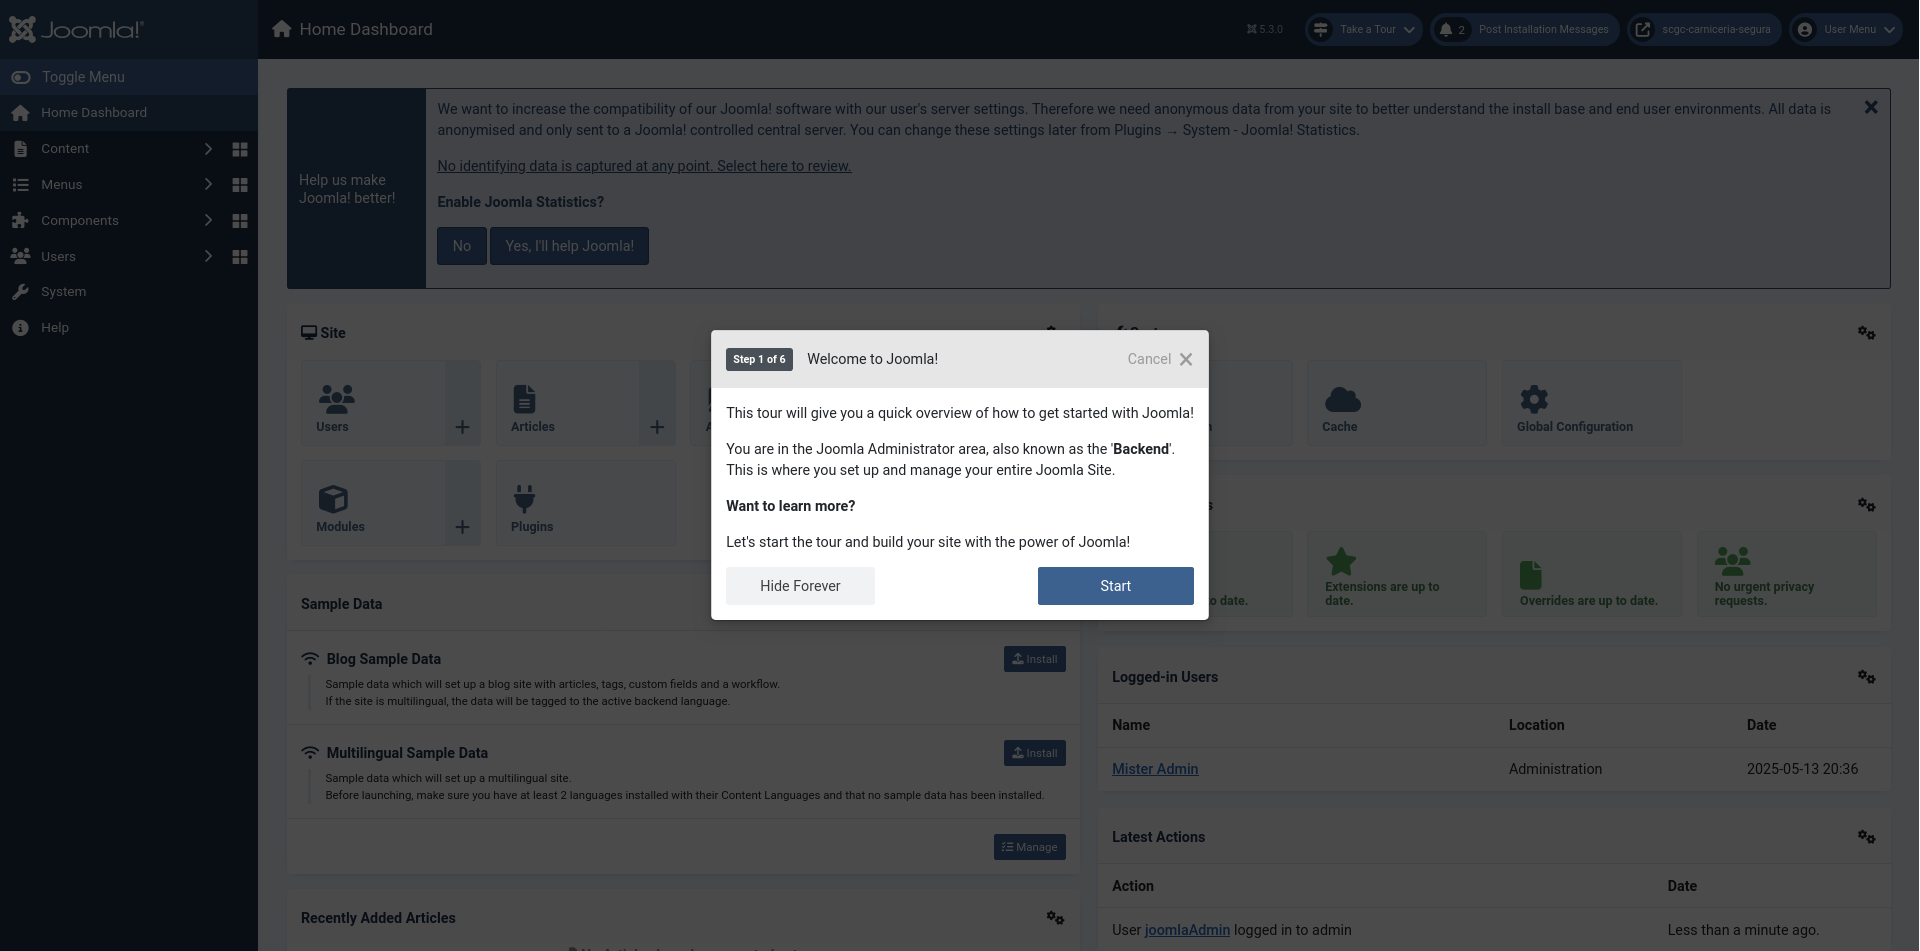 Joomla!
Home Dashboard
5.3.0
Take a Tour
2
Post Installation Messages
scgc-carniceria-segura
User Menu
Toggle Menu
Home Dashboard
Content
Menus
Components
Users
System
Help
Help us make
Joomla! better!
We want to increase the compatibility of our Joomla! software with our user's server settings. Therefore we need anonymous data from your site to better understand the install base and end user environments. All data is
anonymised and only sent to a Joomla! controlled central server. You can change these settings later from Plugins → System - Joomla! Statistics.
No identifying data is captured at any point. Select here to review.
Enable Joomla Statistics?
No
Yes, I'll help Joomla!
Site
Users
Articles
Modules
Plugins
Cache
Global Configuration
Step 1 of 6
Welcome to Joomla!
Cancel
This tour will give you a quick overview of how to get started with Joomla!
You are in the Joomla Administrator area, also known as the 'Backend'.
This is where you set up and manage your entire Joomla Site.
Want to learn more?
Let's start the tour and build your site with the power of Joomla!
Hide Forever
Start
date.
Extensions are up to
date.
Overrides are up to date.
No urgent privacy
requests.
Sample Data
Blog Sample Data
Install
Sample data which will set up a blog site with articles, tags, custom fields and a workflow.
If the site is multilingual, the data will be tagged to the active backend language.
Multilingual Sample Data
Install
Sample data which will set up a multilingual site.
Before launching, make sure you have at least 2 languages installed with their Content Languages and that no sample data has been installed.
Manage
Recently Added Articles
Logged-in Users
Name
Location
Date
Mister Admin
Administration
2025-05-13 20:36
Latest Actions
Action
Date
User joomlaAdmin logged in to admin
Less than a minute ago.